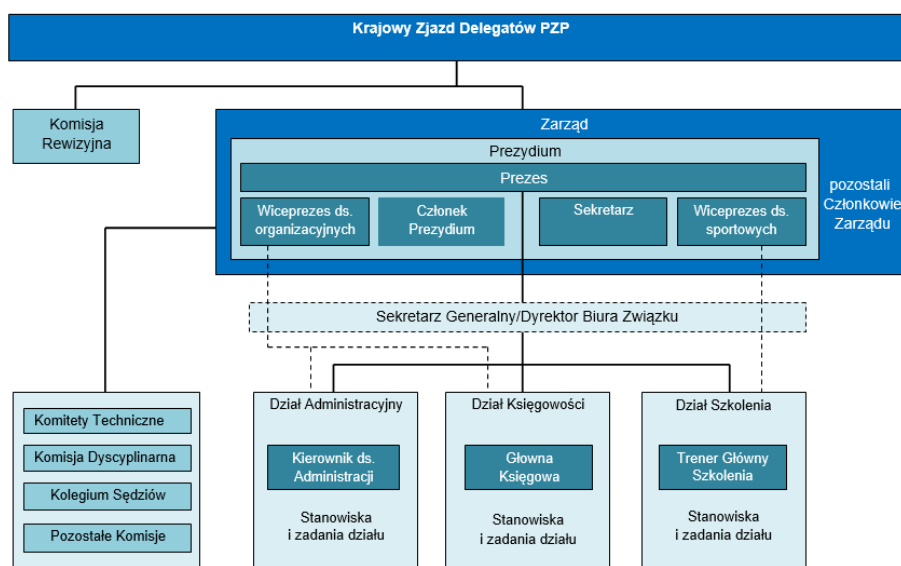 Krajowy Zjazd Delegatów PZP
Komisja
Rewizyjna
Zarząd
Prezydium
Prezes
Wiceprezes ds.
organizacyjnych
Członek
Prezydium
Sekretarz
Wiceprezes ds.
sportowych
pozostali
Członkowie
Zarządu
Sekretarz Generalny/Dyrektor Biura Związku
Komitety Techniczne
Komisja Dyscyplinarna
Kolegium Sędziów
Pozostałe Komisje
Dział Administracyjny
Kierownik ds.
Administracji
Stanowiska
i zadania działu
Dział Księgowości
Głowna
Księgowa
Stanowiska
i zadania działu
Dział Szkolenia
Trener Główny
Szkolenia
Stanowiska
i zadania działu